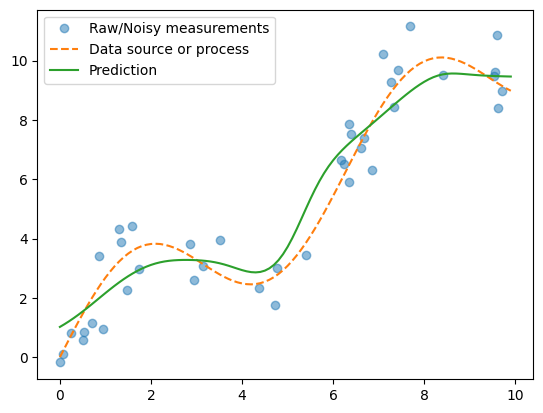 Raw/Noisy measurements
Data source or process
Prediction
10
8
6
4
2
0
0 2 4 6 8 10